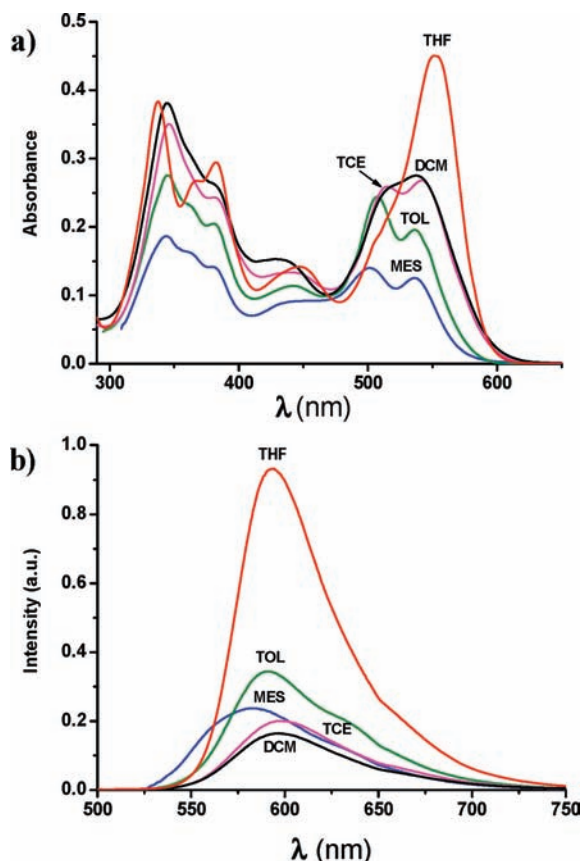 a)
0.5
0.4
0.3
0.2
0.1
0.0
Absorbance
THF
TCE
DCM
TOL
MES
300 400 500 600
λ (nm)
b)
1.0
0.8
0.6
0.4
0.2
0.0
Intensity (a.u.)
THF
TOL
MES
TCE
DCM
500 550 600 650 700 750
λ (nm)